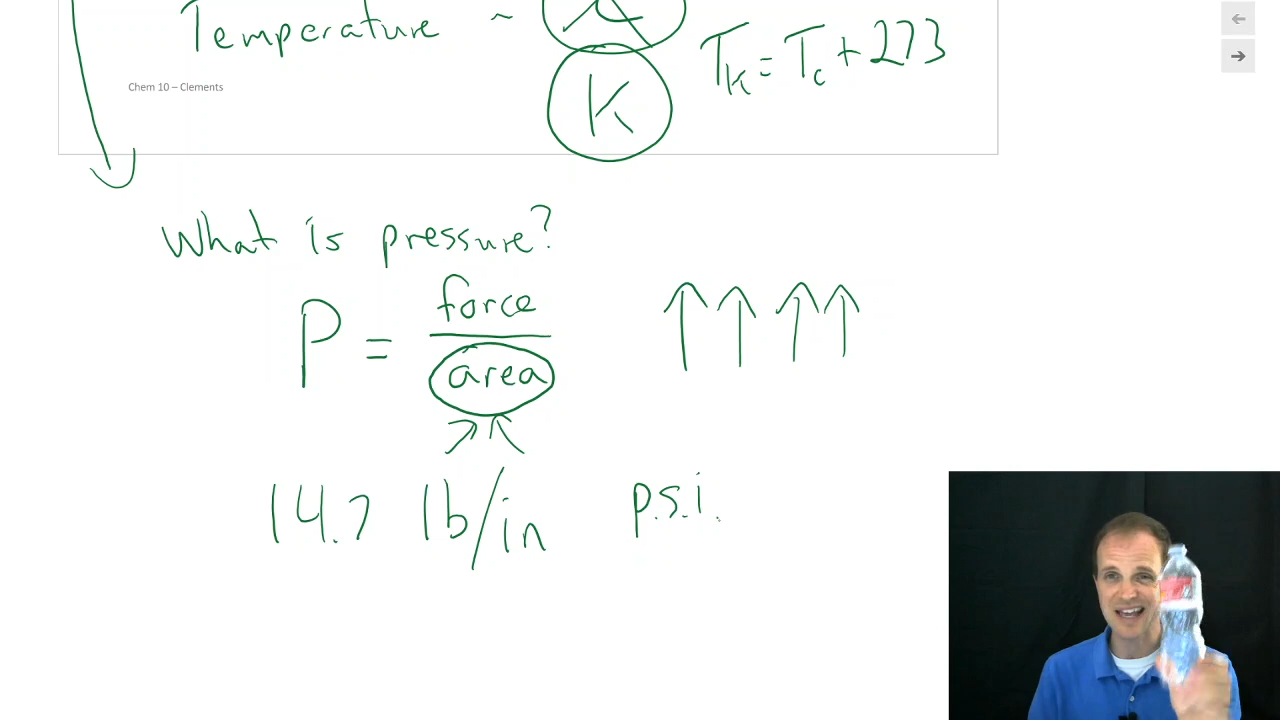 Temperature ~ K T_K = T_C + 273
Chem 10 – Clements
What is pressure?
P = force / area
14.7 lb/in p.s.i.